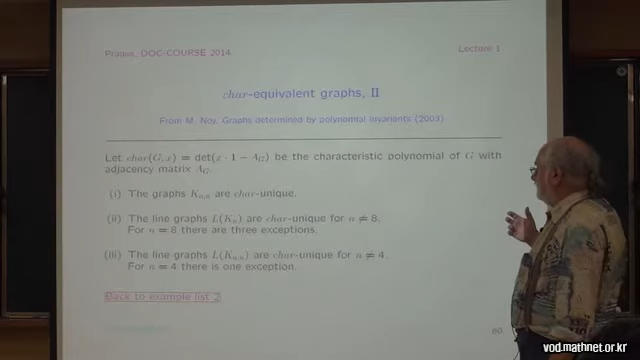 Prague, DOC-COURSE 2014.
Lecture 1
char-equivalent graphs, II
From M. Noy, Graphs determined by polynomial invariants (2003)
Let char(G, x) = det(x · 1 − A_G) be the characteristic polynomial of G with
adjacency matrix A_G.
(i) The graphs K_{n,n} are char-unique.
(ii) The line graphs L(K_n) are char-unique for n ≠ 8.
For n = 8 there are three exceptions.
(iii) The line graphs L(K_{n,n}) are char-unique for n ≠ 4.
For n = 4 there is one exception.
Back to example list 2
60
vod.mathnet.or.kr